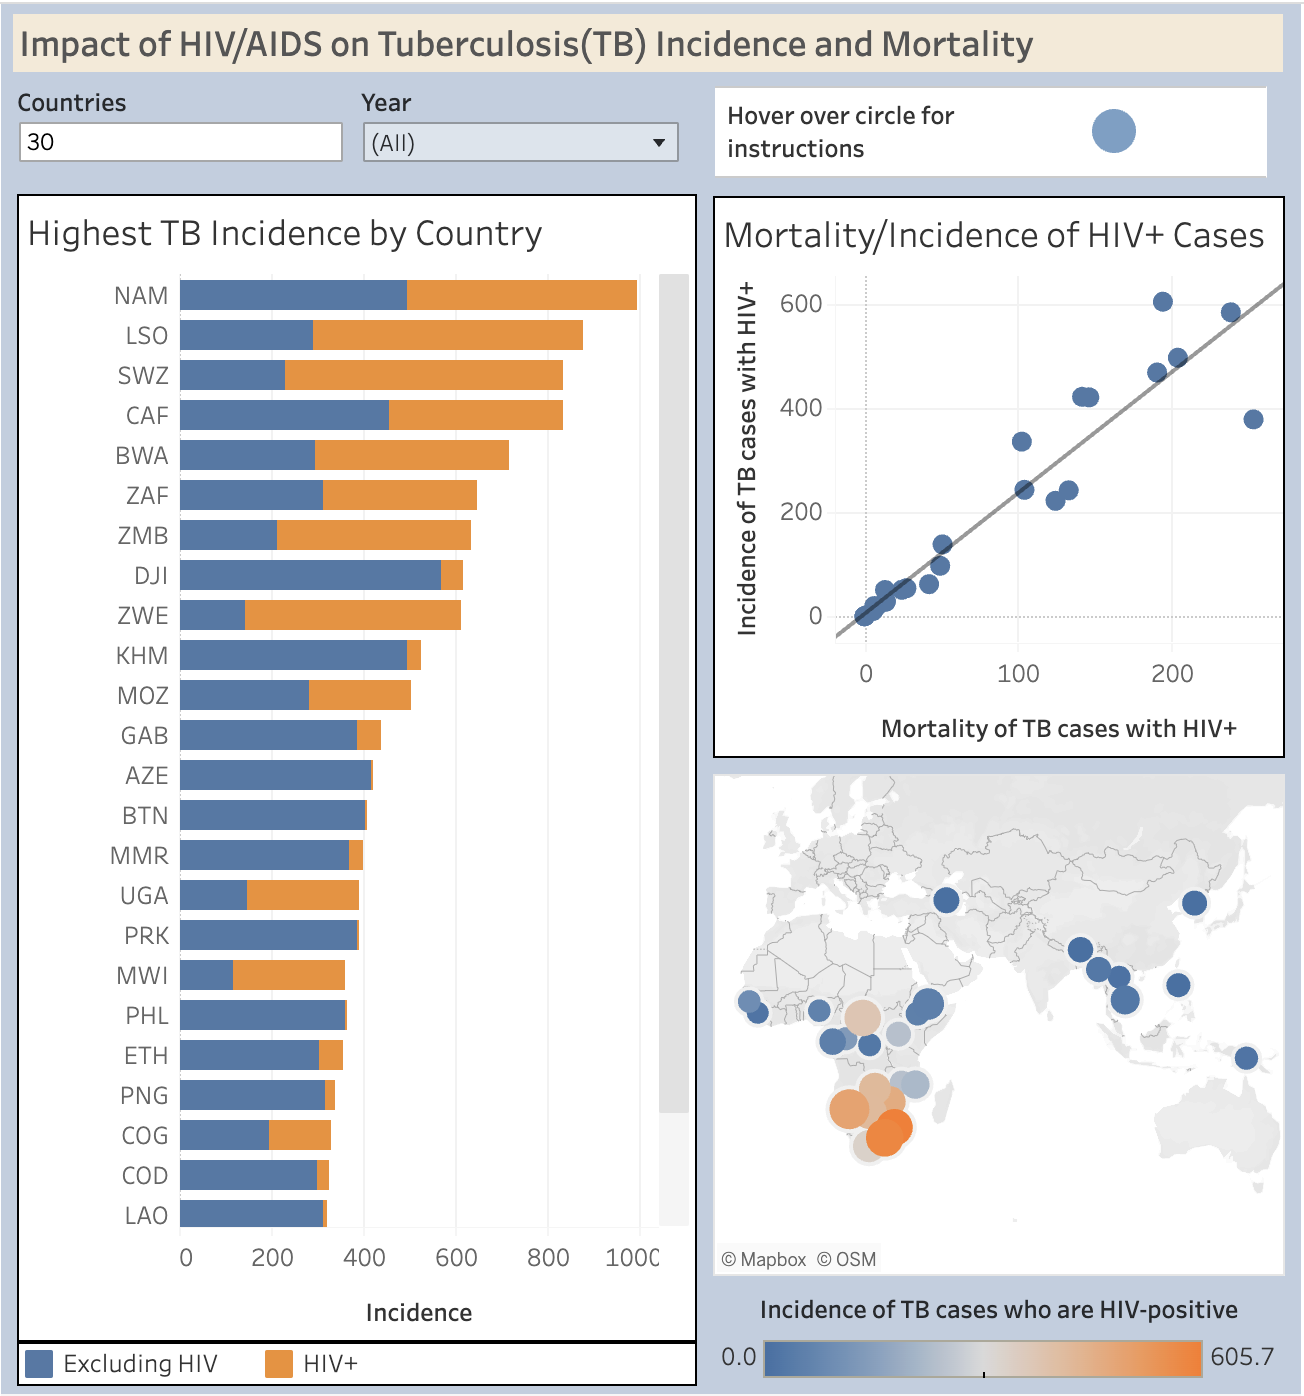 Impact of HIV/AIDS on Tuberculosis(TB) Incidence and Mortality
Countries
30
Year
(All)
Hover over circle for
instructions
Highest TB Incidence by Country
NAM
LSO
SWZ
CAF
BWA
ZAF
ZMB
DJI
ZWE
KHM
MOZ
GAB
AZE
BTN
MMR
UGA
PRK
MWI
PHL
ETH
PNG
COG
COD
LAO
0 200 400 600 800 1000
Incidence
Excluding HIV HIV+
Mortality/Incidence of HIV+ Cases
Incidence of TB cases with HIV+
600
400
200
0
0 100 200
Mortality of TB cases with HIV+
© Mapbox © OSM
Incidence of TB cases who are HIV-positive
0.0 605.7